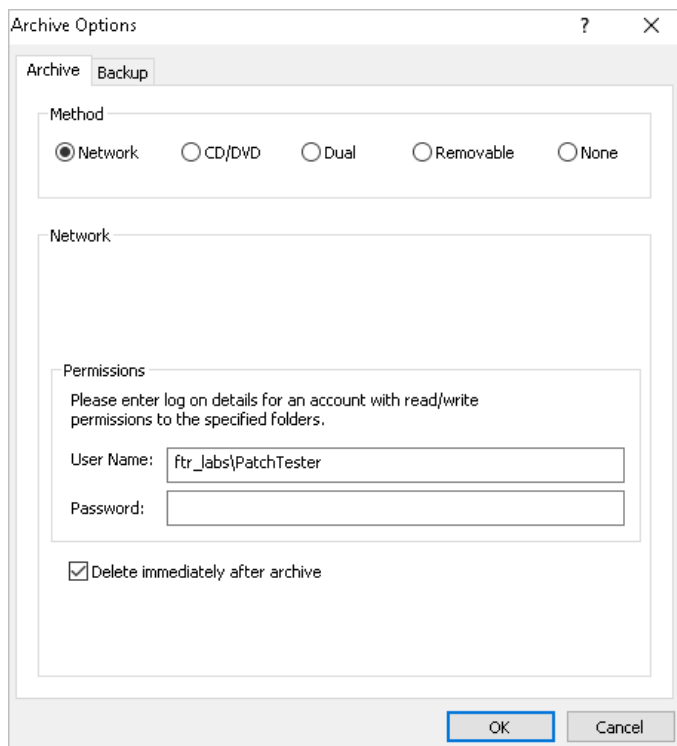 Archive Options
Archive Backup
Method
Network CD/DVD Dual Removable None
Network
Permissions
Please enter log on details for an account with read/write
permissions to the specified folders.
User Name: ftr_labs\PatchTester
Password:
Delete immediately after archive
OK Cancel